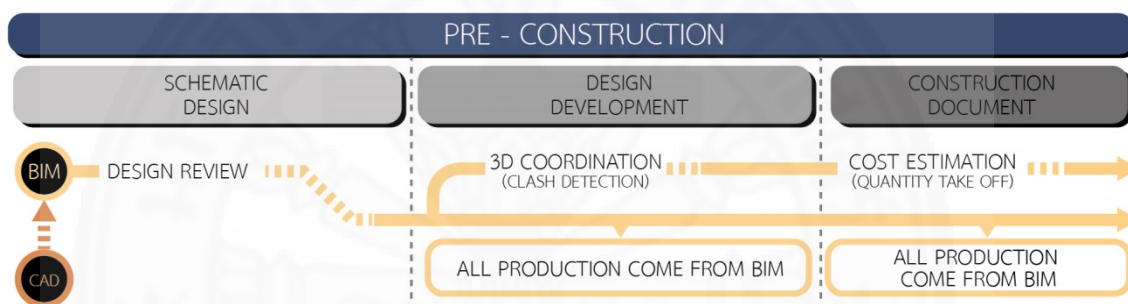 PRE - CONSTRUCTION
SCHEMATIC
DESIGN
DESIGN
DEVELOPMENT
CONSTRUCTION
DOCUMENT
BIM
DESIGN REVIEW
3D COORDINATION
(CLASH DETECTION)
COST ESTIMATION
(QUANTITY TAKE OFF)
CAD
ALL PRODUCTION COME FROM BIM
ALL PRODUCTION
COME FROM BIM